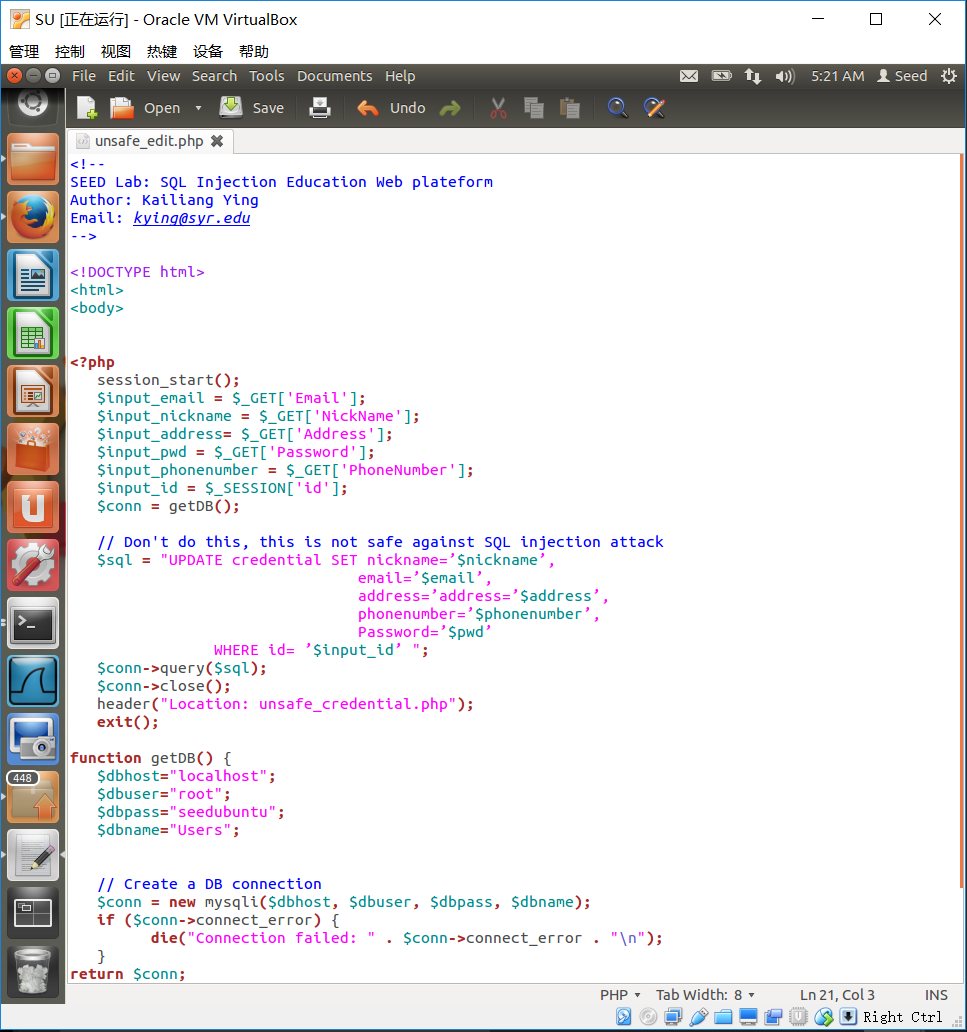 SU [正在运行] - Oracle VM VirtualBox
管理 控制 视图 热键 设备 帮助
File Edit View Search Tools Documents Help 5:21 AM Seed
Open Save Undo
unsafe_edit.php
<!--
SEED Lab: SQL Injection Education Web plateform
Author: Kailiang Ying
Email: kying@syr.edu
-->
<!DOCTYPE html>
<html>
<body>
<?php
session_start();
$input_email = $_GET['Email'];
$input_nickname = $_GET['NickName'];
$input_address= $_GET['Address'];
$input_pwd = $_GET['Password'];
$input_phonenumber = $_GET['PhoneNumber'];
$input_id = $_SESSION['id'];
$conn = getDB();
// Don't do this, this is not safe against SQL injection attack
$sql = "UPDATE credential SET nickname=’$nickname’,
email=’$email’,
address=’address=’$address’,
phonenumber=’$phonenumber’,
Password=’$pwd’
WHERE id= ’$input_id’ ";
$conn->query($sql);
$conn->close();
header("Location: unsafe_credential.php");
exit();
function getDB() {
$dbhost="localhost";
$dbuser="root";
$dbpass="seedubuntu";
$dbname="Users";
// Create a DB connection
$conn = new mysqli($dbhost, $dbuser, $dbpass, $dbname);
if ($conn->connect_error) {
die("Connection failed: " . $conn->connect_error . "\n");
}
return $conn;
448
PHP Tab Width: 8 Ln 21, Col 3 INS
Right Ctrl